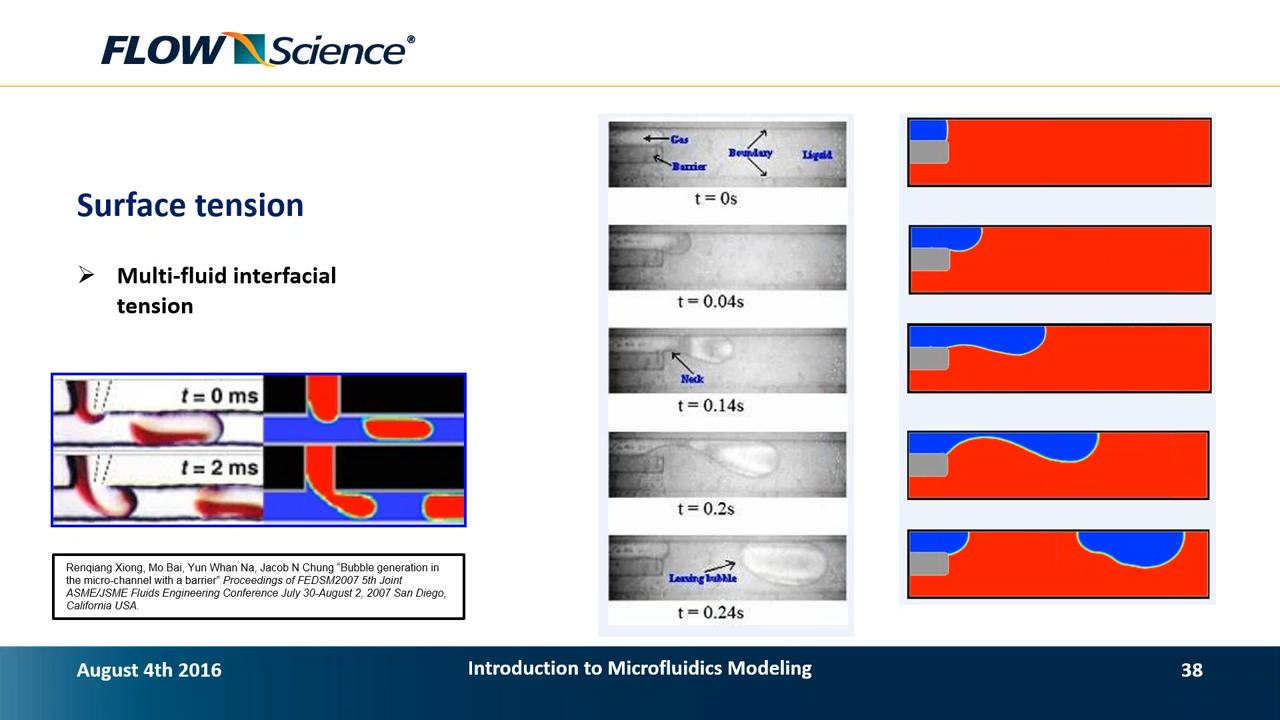 FLOW Science®
Surface tension
➢ Multi-fluid interfacial
tension
t = 0 ms
t = 2 ms
Renqiang Xiong, Mo Bai, Yun Whan Na, Jacob N Chung “Bubble generation in
the micro-channel with a barrier” Proceedings of FEDSM2007 5th Joint
ASME/JSME Fluids Engineering Conference July 30-August 2, 2007 San Diego,
California USA.
Gas
Boundary
Liquid
Barrier
t = 0s
t = 0.04s
Neck
t = 0.14s
t = 0.2s
Leaving bubble
t = 0.24s
August 4th 2016
Introduction to Microfluidics Modeling
38